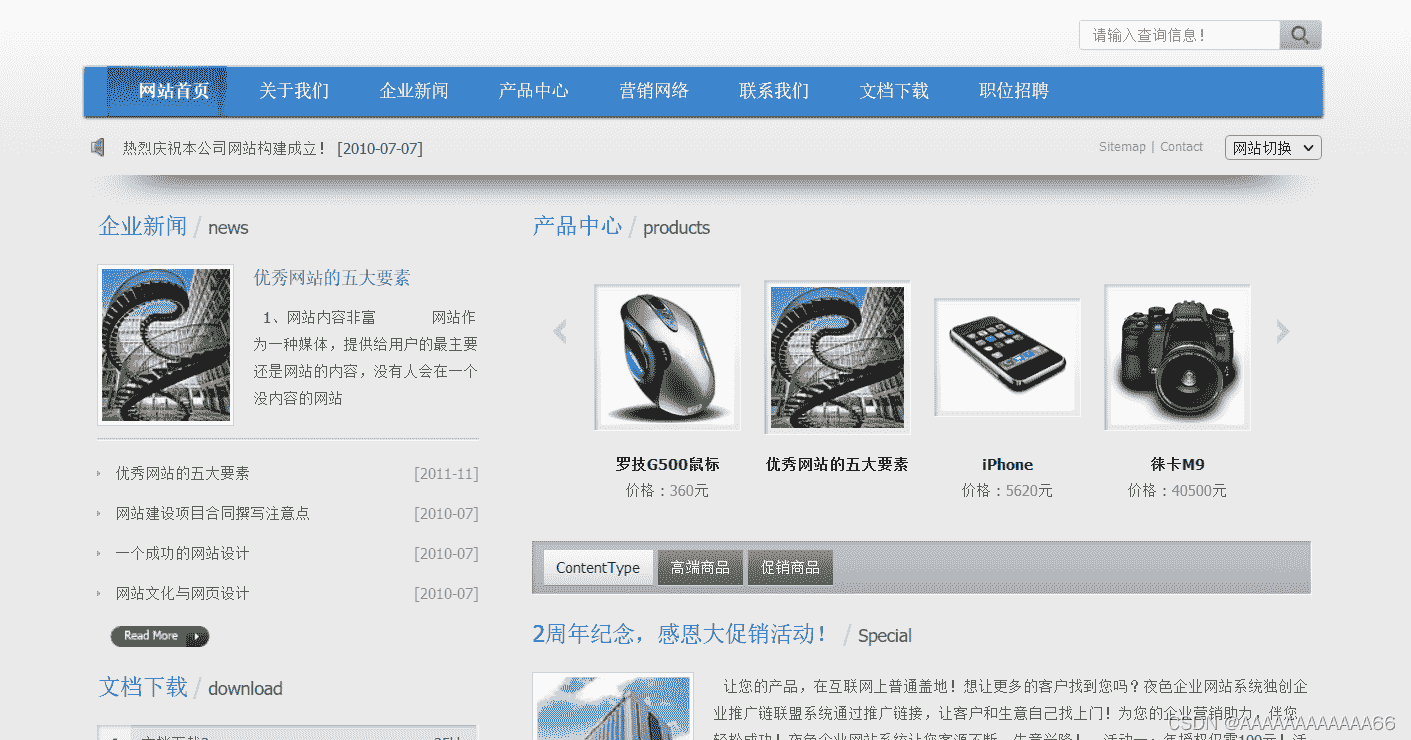 请输入查询信息！
网站首页 关于我们 企业新闻 产品中心 营销网络 联系我们 文档下载 职位招聘
热烈庆祝本公司网站构建成立！ [2010-07-07]
Sitemap | Contact 网站切换
企业新闻 / news
优秀网站的五大要素
1、网站内容非富 网站作
为一种媒体，提供给用户的最主要
还是网站的内容，没有人会在一个
没内容的网站
优秀网站的五大要素 [2011-11]
网站建设项目合同撰写注意点 [2010-07]
一个成功的网站设计 [2010-07]
网站文化与网页设计 [2010-07]
Read More
文档下载 / download
产品中心 / products
罗技G500鼠标
价格：360元
优秀网站的五大要素
iPhone
价格：5620元
徕卡M9
价格：40500元
ContentType 高端商品 促销商品
2周年纪念，感恩大促销活动！ / Special
让您的产品，在互联网上普通盖地！想让更多的客户找到您吗？夜色企业网站系统独创企
业推广链联盟系统通过推广链接，让客户和生意自己找上门！为您的企业营销助力，伴您
CSDN @AAAAAAAAAAAA66